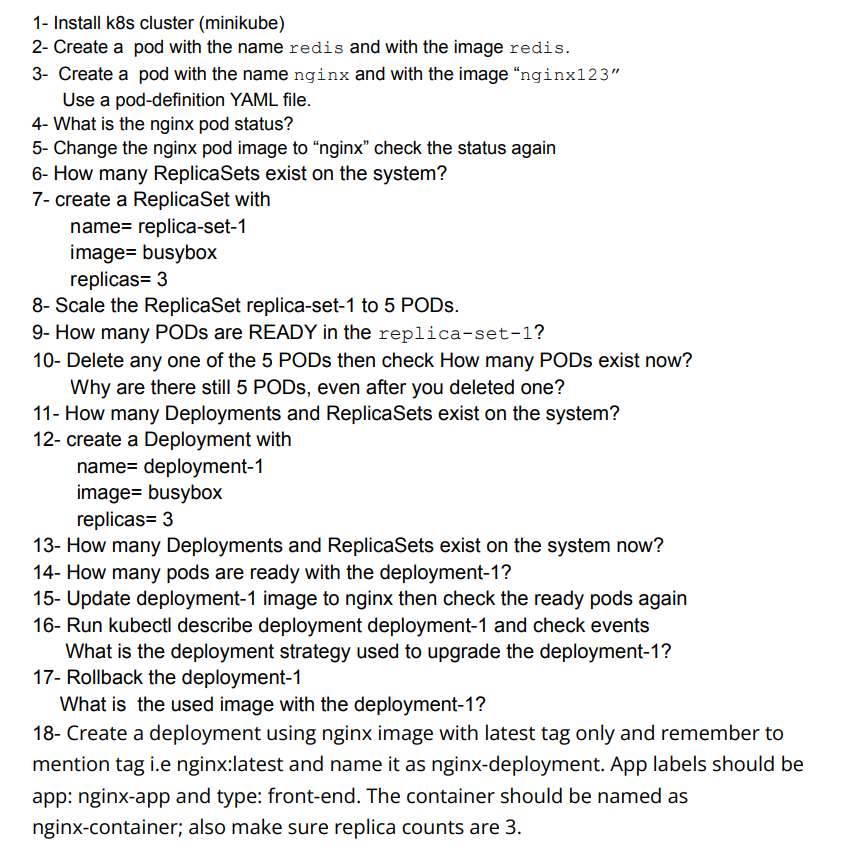 1- Install k8s cluster (minikube)
2- Create a  pod with the name redis and with the image redis.
3-  Create a  pod with the name nginx and with the image “nginx123”
Use a pod-definition YAML file.
4- What is the nginx pod status?
5- Change the nginx pod image to “nginx” check the status again
6- How many ReplicaSets exist on the system?
7- create a ReplicaSet with
name= replica-set-1
image= busybox
replicas= 3
8- Scale the ReplicaSet replica-set-1 to 5 PODs.
9- How many PODs are READY in the replica-set-1?
10- Delete any one of the 5 PODs then check How many PODs exist now?
Why are there still 5 PODs, even after you deleted one?
11- How many Deployments and ReplicaSets exist on the system?
12- create a Deployment with
name= deployment-1
image= busybox
replicas= 3
13- How many Deployments and ReplicaSets exist on the system now?
14- How many pods are ready with the deployment-1?
15- Update deployment-1 image to nginx then check the ready pods again
16- Run kubectl describe deployment deployment-1 and check events
What is the deployment strategy used to upgrade the deployment-1?
17- Rollback the deployment-1
What is  the used image with the deployment-1?
18- Create a deployment using nginx image with latest tag only and remember to
mention tag i.e nginx:latest and name it as nginx-deployment. App labels should be
app: nginx-app and type: front-end. The container should be named as
nginx-container; also make sure replica counts are 3.